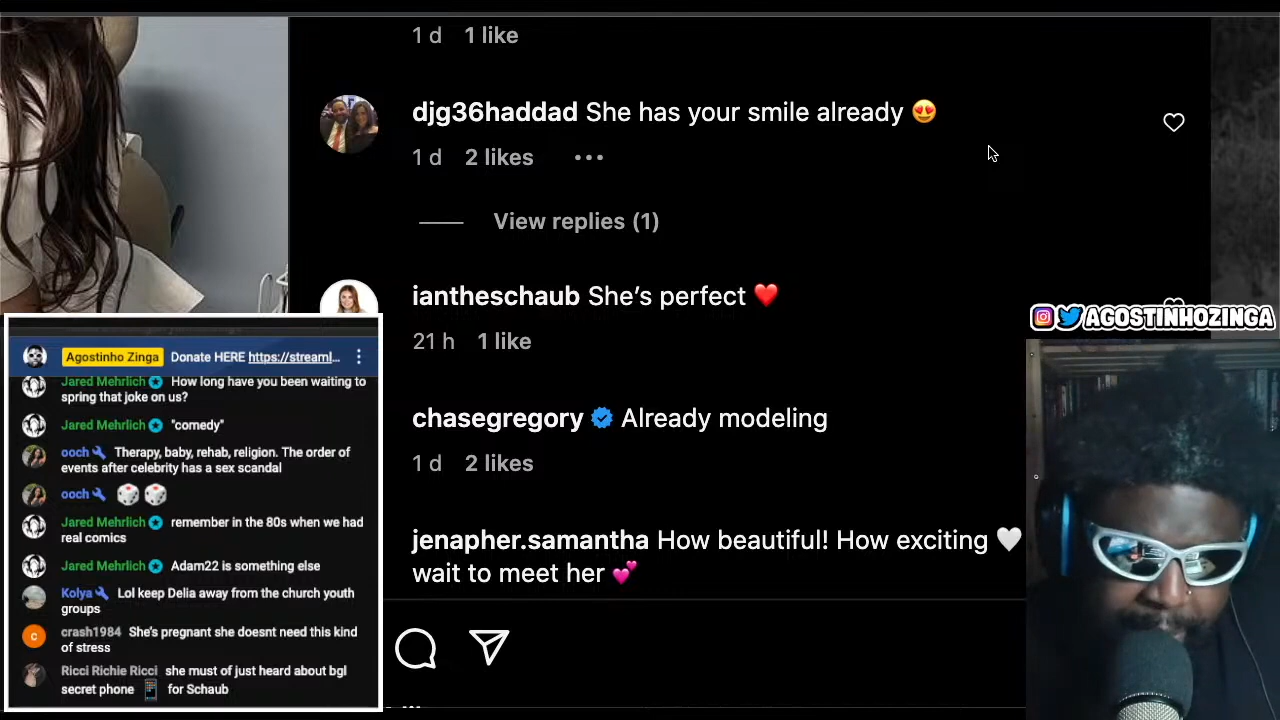 1 d 1 like
djg36haddad She has your smile already 😍
1 d 2 likes •••
View replies (1)
iantheschaub She's perfect ❤️
21 h 1 like
chasegregory Already modeling
1 d 2 likes
jenapher.samantha How beautiful! How exciting 🤍
wait to meet her 💕
AGOSTINHOZINGA
Agostinho Zinga Donate HERE https://streaml...
Jared Mehrlich How long have you been waiting to
spring that joke on us?
Jared Mehrlich "comedy"
ooch Therapy, baby, rehab, religion. The order of
events after celebrity has a sex scandal
ooch 🎲 🎲
Jared Mehrlich remember in the 80s when we had
real comics
Jared Mehrlich Adam22 is something else
Kolya Lol keep Delia away from the church youth
groups
c crash1984 She's pregnant she doesnt need this kind
of stress
Ricci Richie Ricci she must of just heard about bgl
secret phone 📱 for Schaub